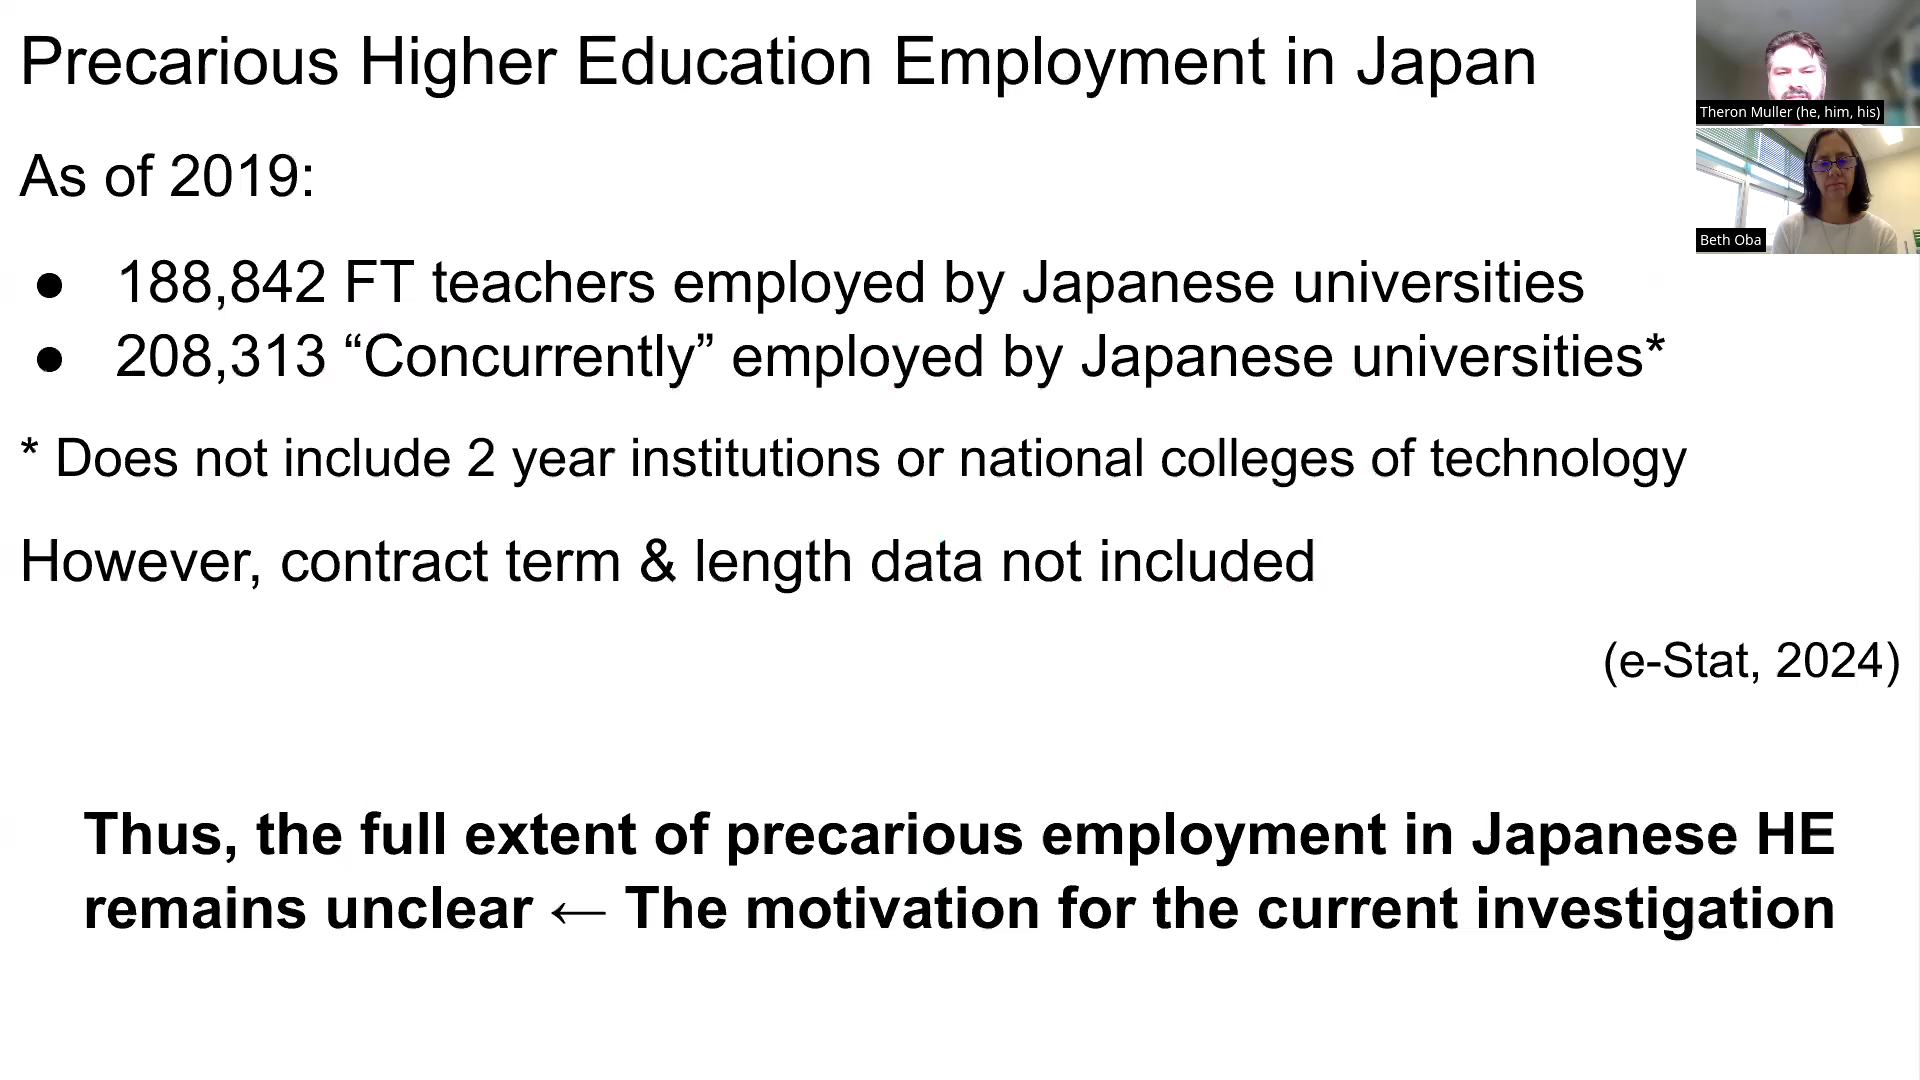 Precarious Higher Education Employment in Japan
Theron Muller (he, him, his)
As of 2019:
Beth Oba
● 188,842 FT teachers employed by Japanese universities
● 208,313 “Concurrently” employed by Japanese universities*
* Does not include 2 year institutions or national colleges of technology
However, contract term & length data not included
(e-Stat, 2024)
Thus, the full extent of precarious employment in Japanese HE
remains unclear ← The motivation for the current investigation